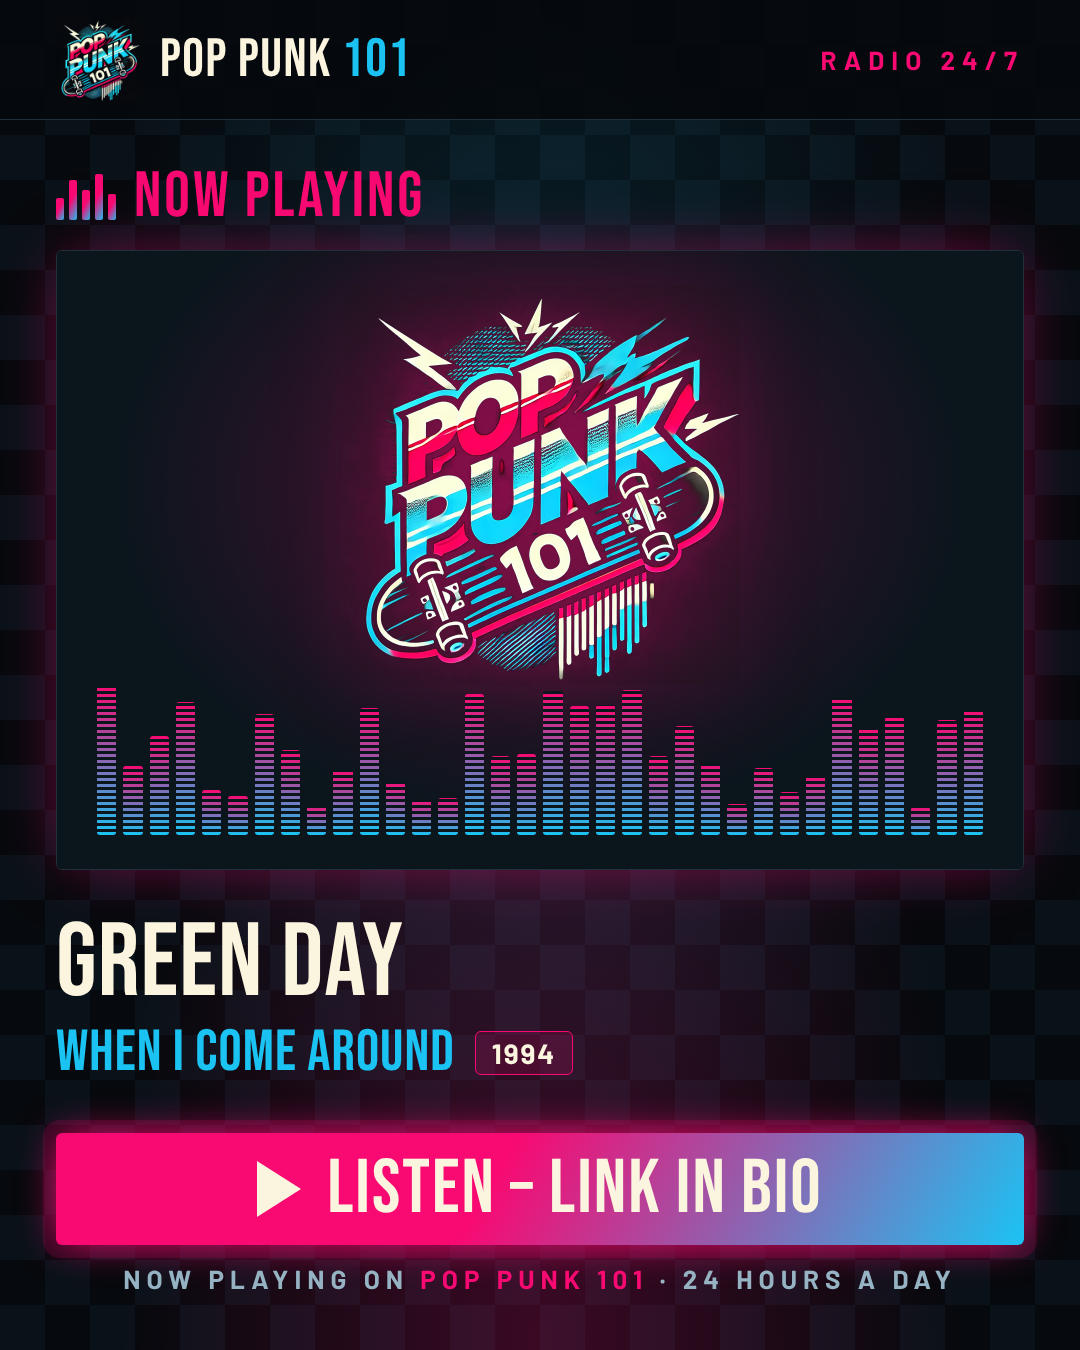 POP
PUNK
101
POP PUNK 101
RADIO 24/7
NOW PLAYING
POP
PUNK
101
GREEN DAY
WHEN I COME AROUND 1994
LISTEN – LINK IN BIO
NOW PLAYING ON POP PUNK 101 · 24 HOURS A DAY